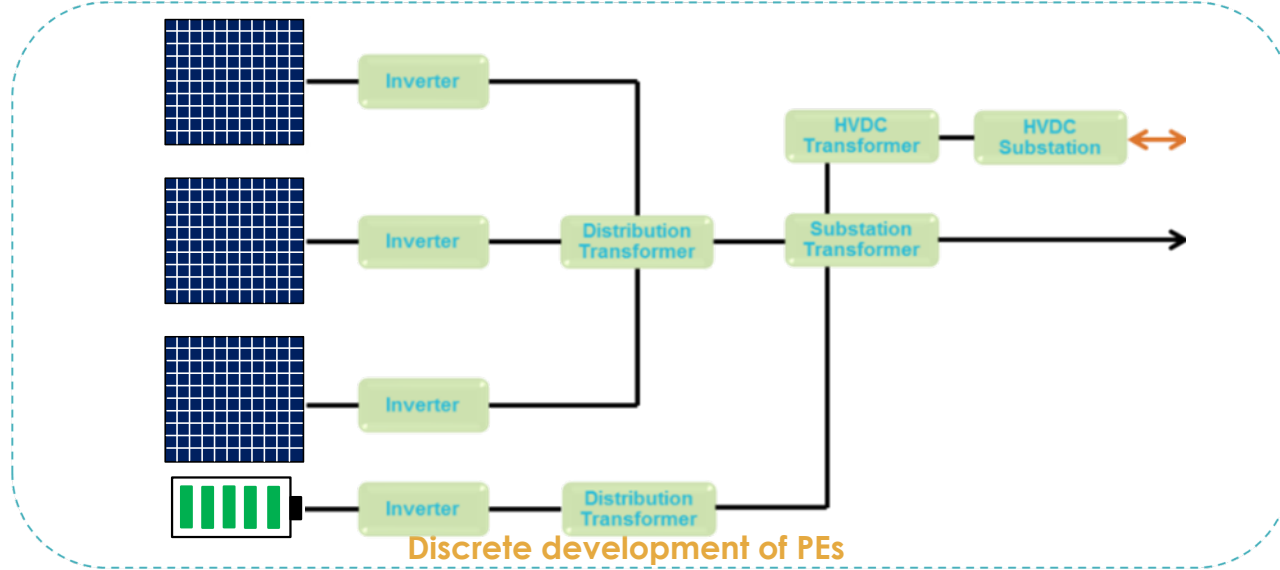 Inverter
HVDC
Transformer
HVDC
Substation
Inverter
Distribution
Transformer
Substation
Transformer
Inverter
Inverter
Distribution
Transformer
Discrete development of PEs